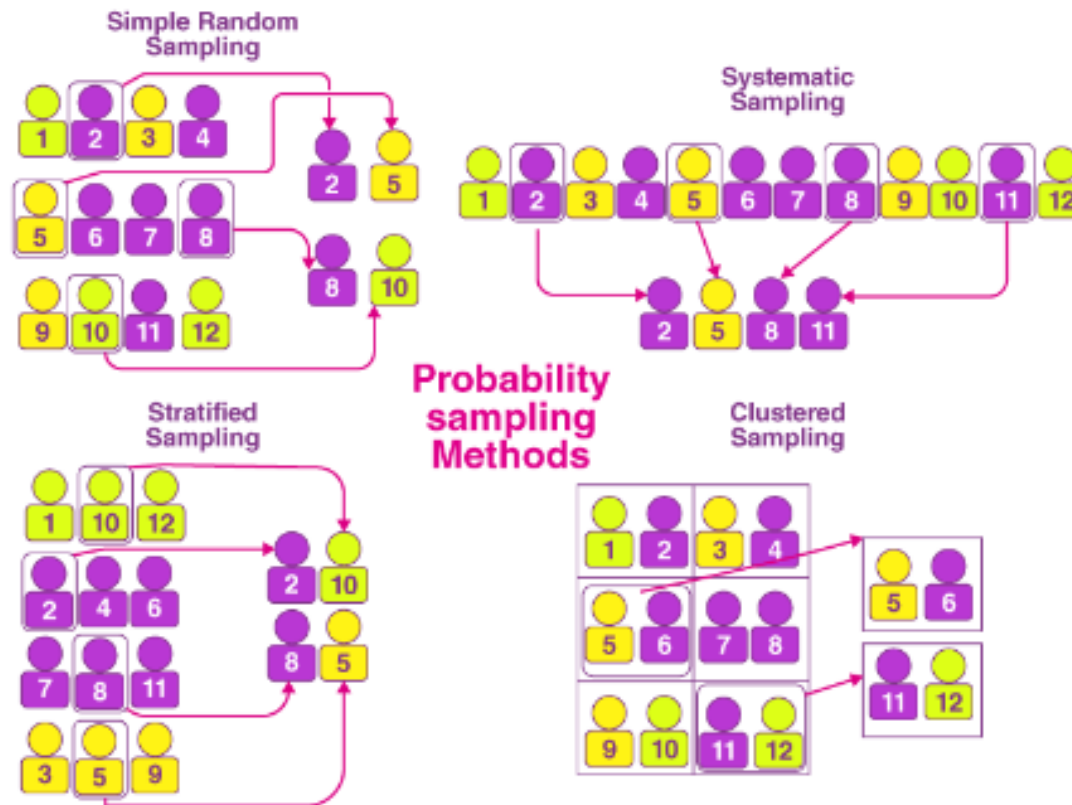 Simple Random
Sampling
1 2 3 4
2 5
5 6 7 8
8 10
9 10 11 12
Systematic
Sampling
1 2 3 4 5 6 7 8 9 10 11 12
2 5 8 11
Probability
sampling
Methods
Stratified
Sampling
1 10 12
2 4 6
7 8 11
3 5 9
2 10
8 5
Clustered
Sampling
1 2 3 4
5 6 7 8
9 10 11 12
5 6
11 12